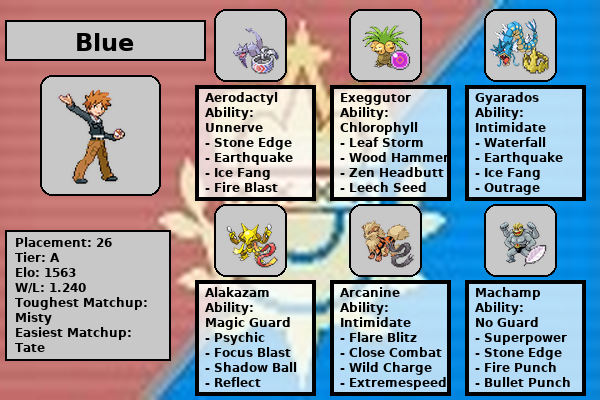 Blue
Aerodactyl
Ability:
Unnerve
- Stone Edge
- Earthquake
- Ice Fang
- Fire Blast
Exeggutor
Ability:
Chlorophyll
- Leaf Storm
- Wood Hammer
- Zen Headbutt
- Leech Seed
Gyarados
Ability:
Intimidate
- Waterfall
- Earthquake
- Ice Fang
- Outrage
Placement: 26
Tier: A
Elo: 1563
W/L: 1.240
Toughest Matchup:
Misty
Easiest Matchup:
Tate
Alakazam
Ability:
Magic Guard
- Psychic
- Focus Blast
- Shadow Ball
- Reflect
Arcanine
Ability:
Intimidate
- Flare Blitz
- Close Combat
- Wild Charge
- Extremespeed
Machamp
Ability:
No Guard
- Superpower
- Stone Edge
- Fire Punch
- Bullet Punch